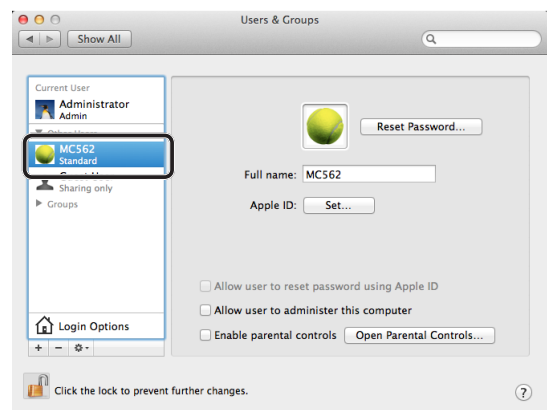 Users & Groups
Show All
Current User
Administrator
Admin
MC562
Standard
Sharing only
Groups
Login Options
+ −
Reset Password...
Full name: MC562
Apple ID: Set...
Allow user to reset password using Apple ID
Allow user to administer this computer
Enable parental controls Open Parental Controls...
Click the lock to prevent further changes.
?